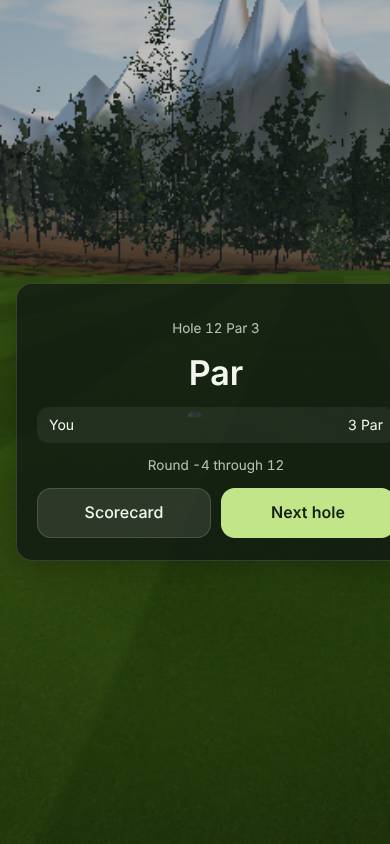 Hole 12 Par 3
Par
You 3 Par
Round -4 through 12
Scorecard Next hole